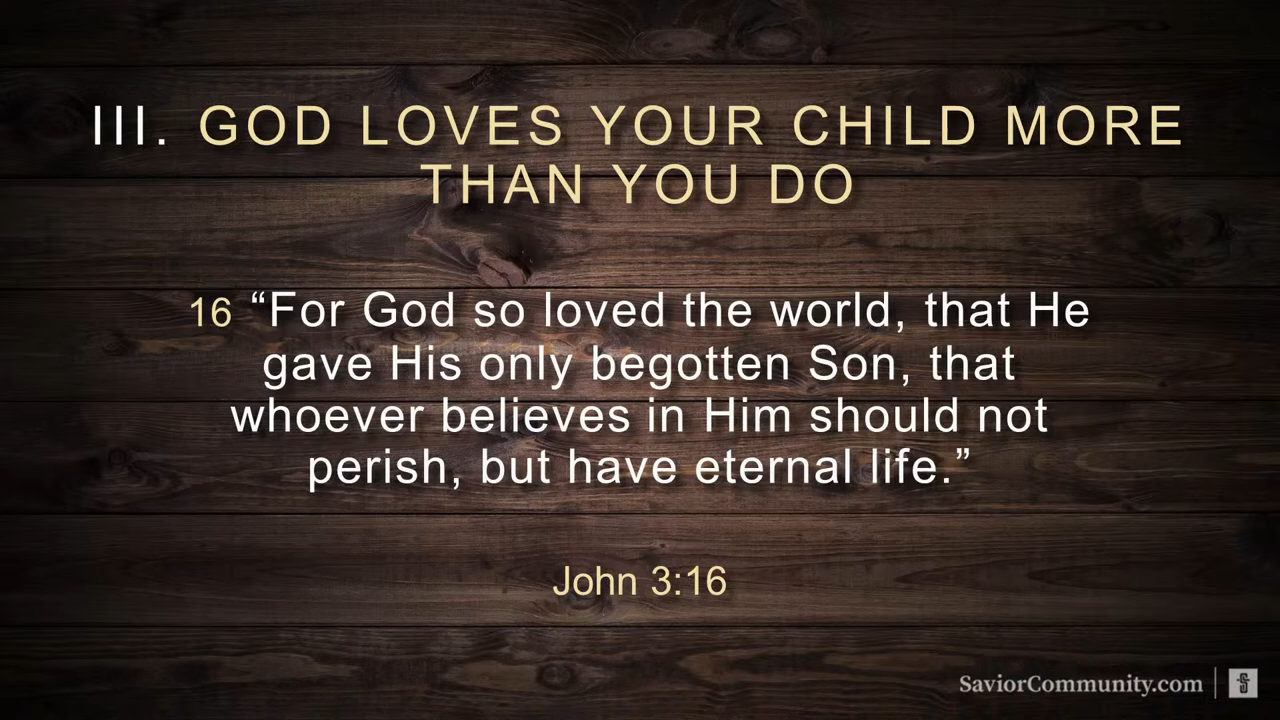 III. GOD LOVES YOUR CHILD MORE
THAN YOU DO
16 “For God so loved the world, that He
gave His only begotten Son, that
whoever believes in Him should not
perish, but have eternal life.”
John 3:16
SaviorCommunity.com